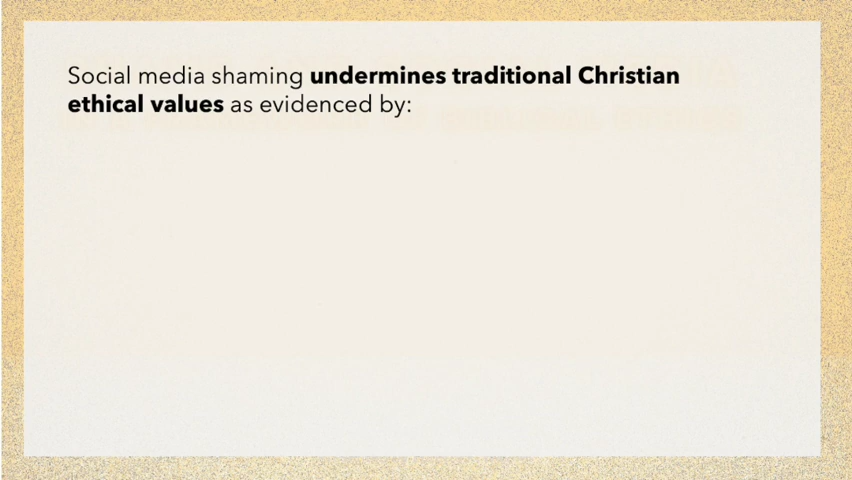 Social media shaming undermines traditional Christian
ethical values as evidenced by: